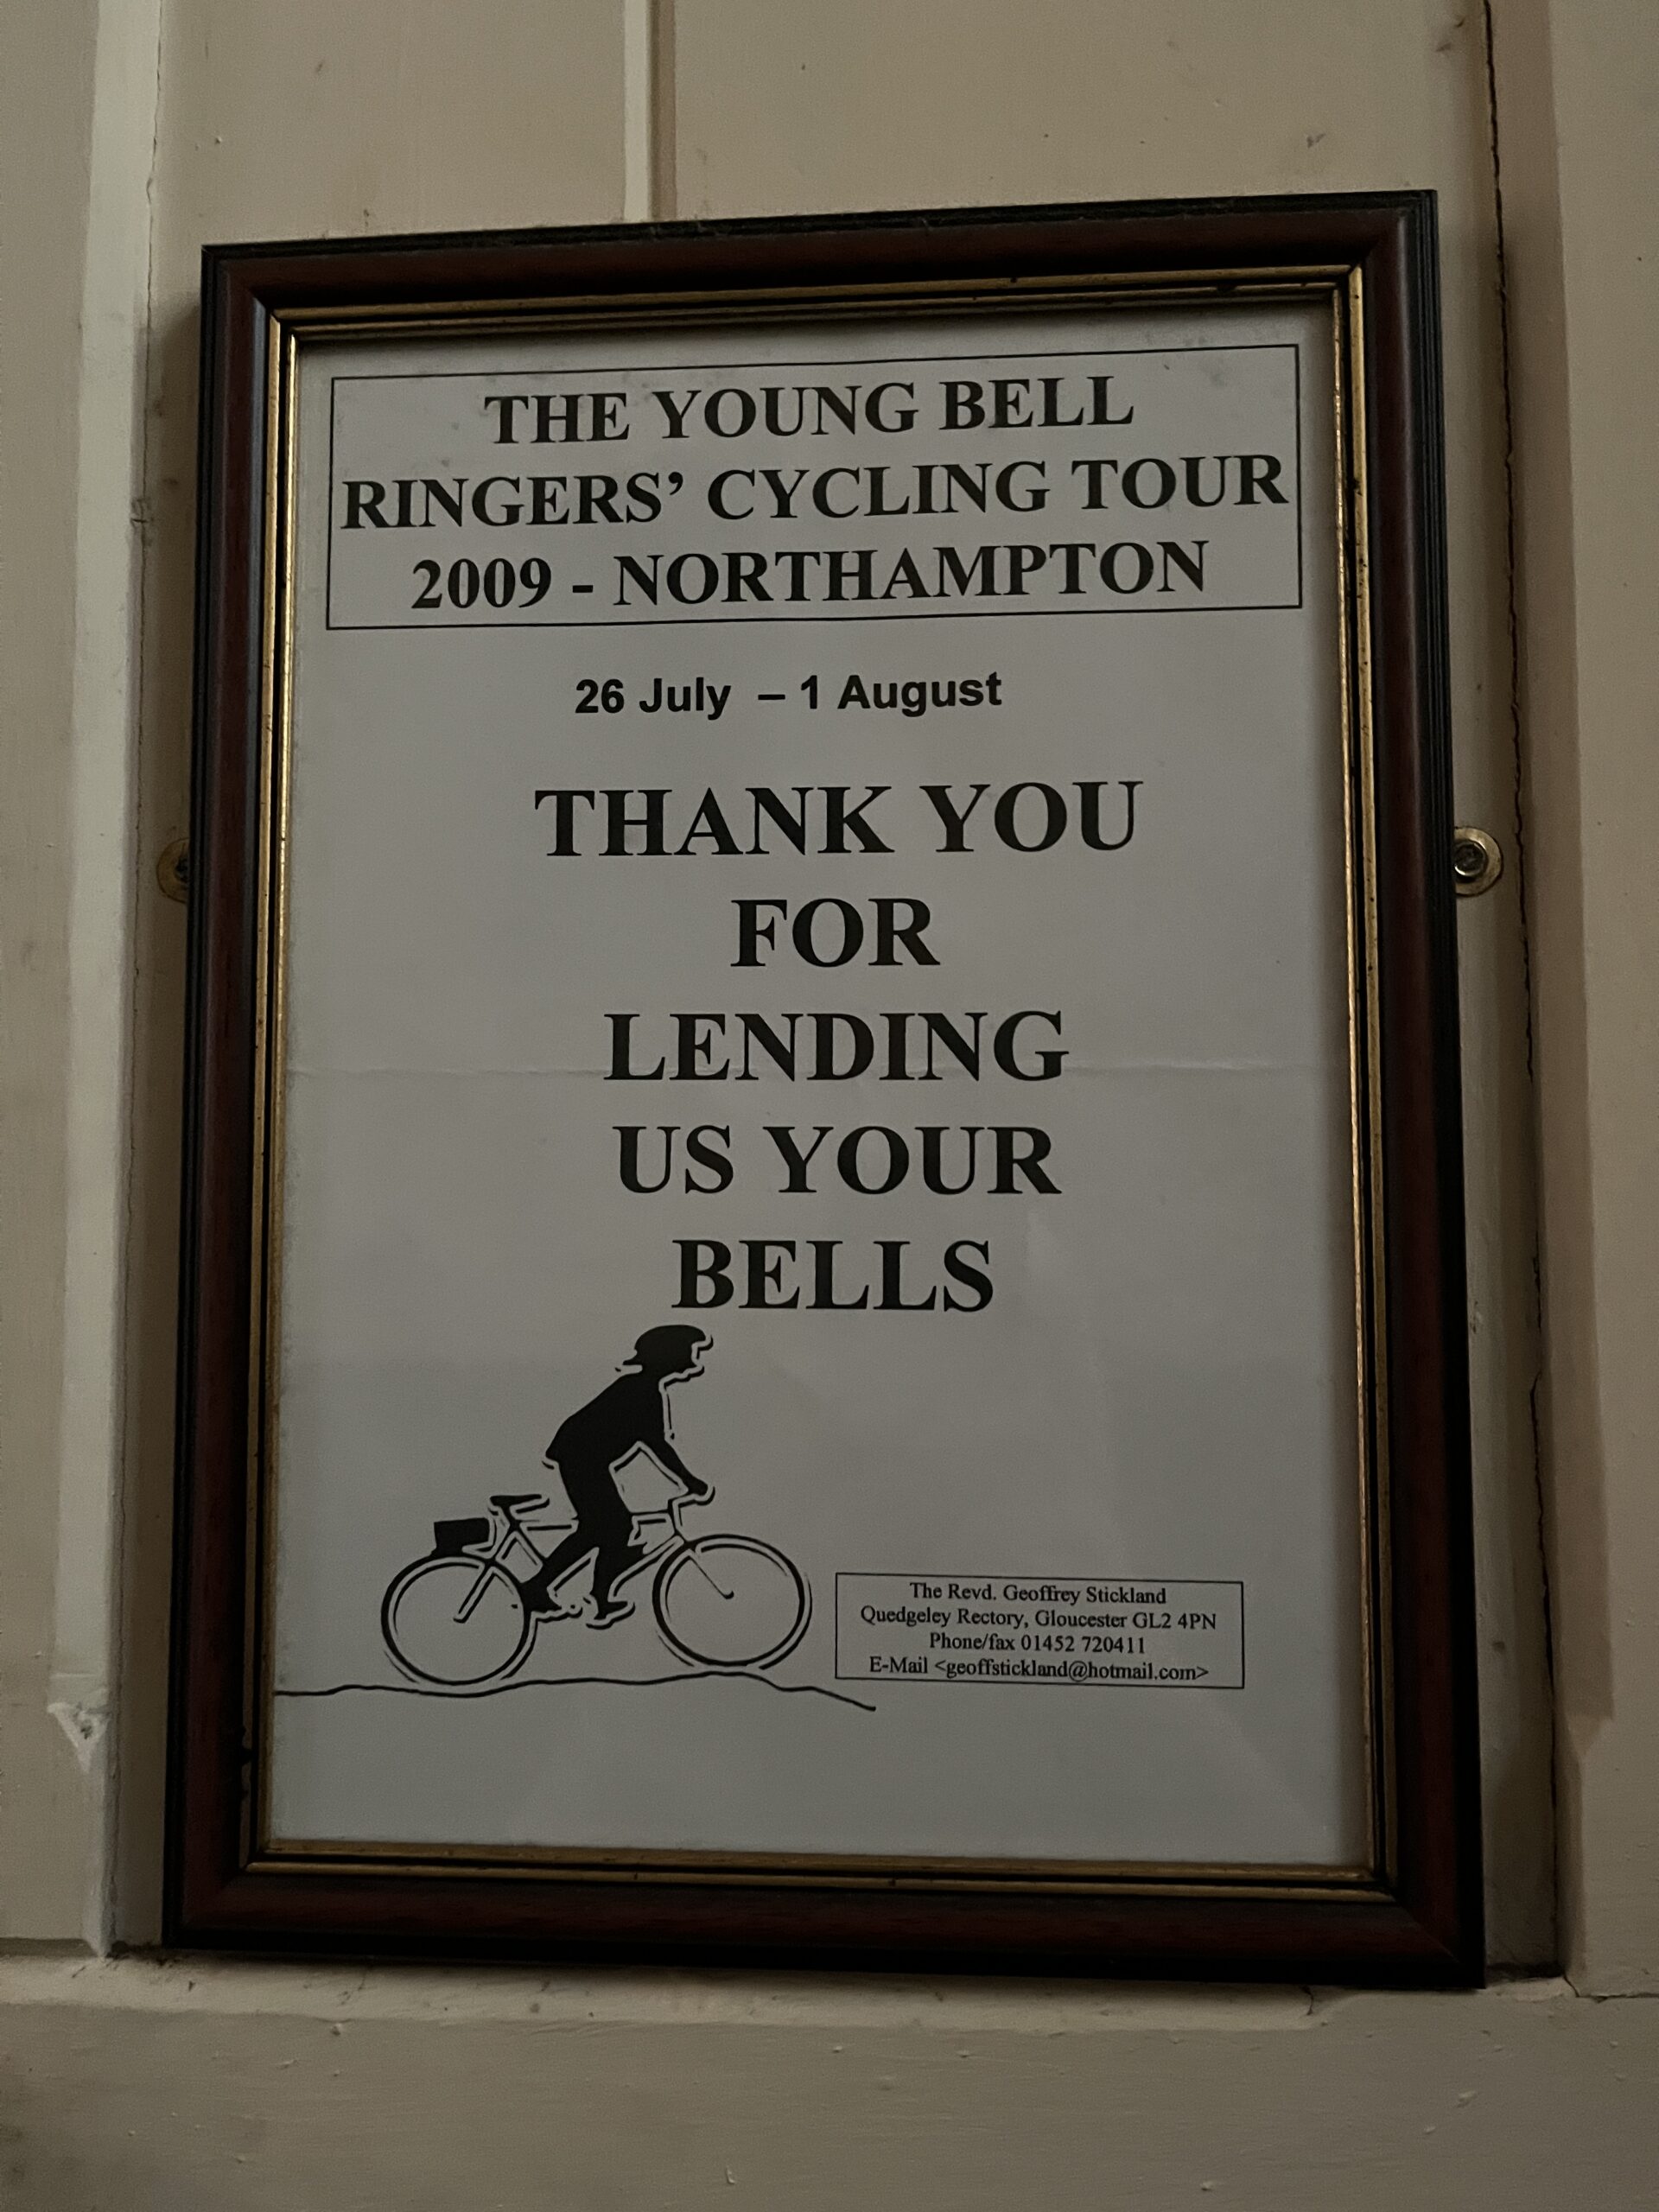 THE YOUNG BELL
RINGERS’ CYCLING TOUR
2009 - NORTHAMPTON
26 July – 1 August
THANK YOU
FOR
LENDING
US YOUR
BELLS
The Revd. Geoffrey Stickland
Quedgeley Rectory, Gloucester GL2 4PN
Phone/fax 01452 720411
E-Mail <geoffstickland@hotmail.com>